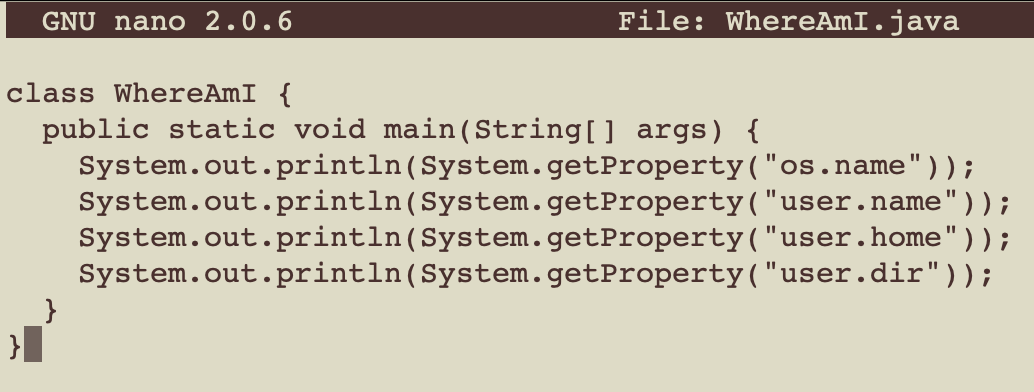 GNU nano 2.0.6 File: WhereAmI.java
class WhereAmI {
  public static void main(String[] args) {
    System.out.println(System.getProperty("os.name"));
    System.out.println(System.getProperty("user.name"));
    System.out.println(System.getProperty("user.home"));
    System.out.println(System.getProperty("user.dir"));
  }
}